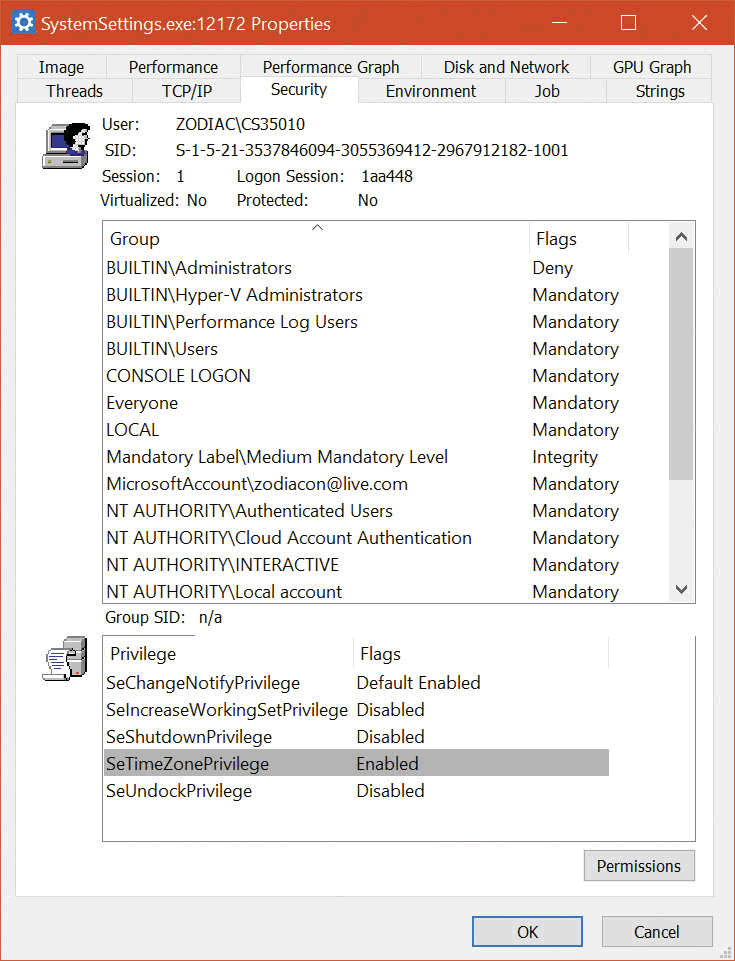 SystemSettings.exe:12172 Properties
Image Performance Performance Graph Disk and Network GPU Graph
Threads TCP/IP Security Environment Job Strings
User: ZODIAC\CS35010
SID: S-1-5-21-3537846094-3055369412-2967912182-1001
Session: 1 Logon Session: 1aa448
Virtualized: No Protected: No
Group Flags
BUILTIN\Administrators Deny
BUILTIN\Hyper-V Administrators Mandatory
BUILTIN\Performance Log Users Mandatory
BUILTIN\Users Mandatory
CONSOLE LOGON Mandatory
Everyone Mandatory
LOCAL Mandatory
Mandatory Label\Medium Mandatory Level Integrity
MicrosoftAccount\zodiacon@live.com Mandatory
NT AUTHORITY\Authenticated Users Mandatory
NT AUTHORITY\Cloud Account Authentication Mandatory
NT AUTHORITY\INTERACTIVE Mandatory
NT AUTHORITY\Local account Mandatory
Group SID: n/a
Privilege Flags
SeChangeNotifyPrivilege Default Enabled
SeIncreaseWorkingSetPrivilege Disabled
SeShutdownPrivilege Disabled
SeTimeZonePrivilege Enabled
SeUndockPrivilege Disabled
Permissions
OK Cancel